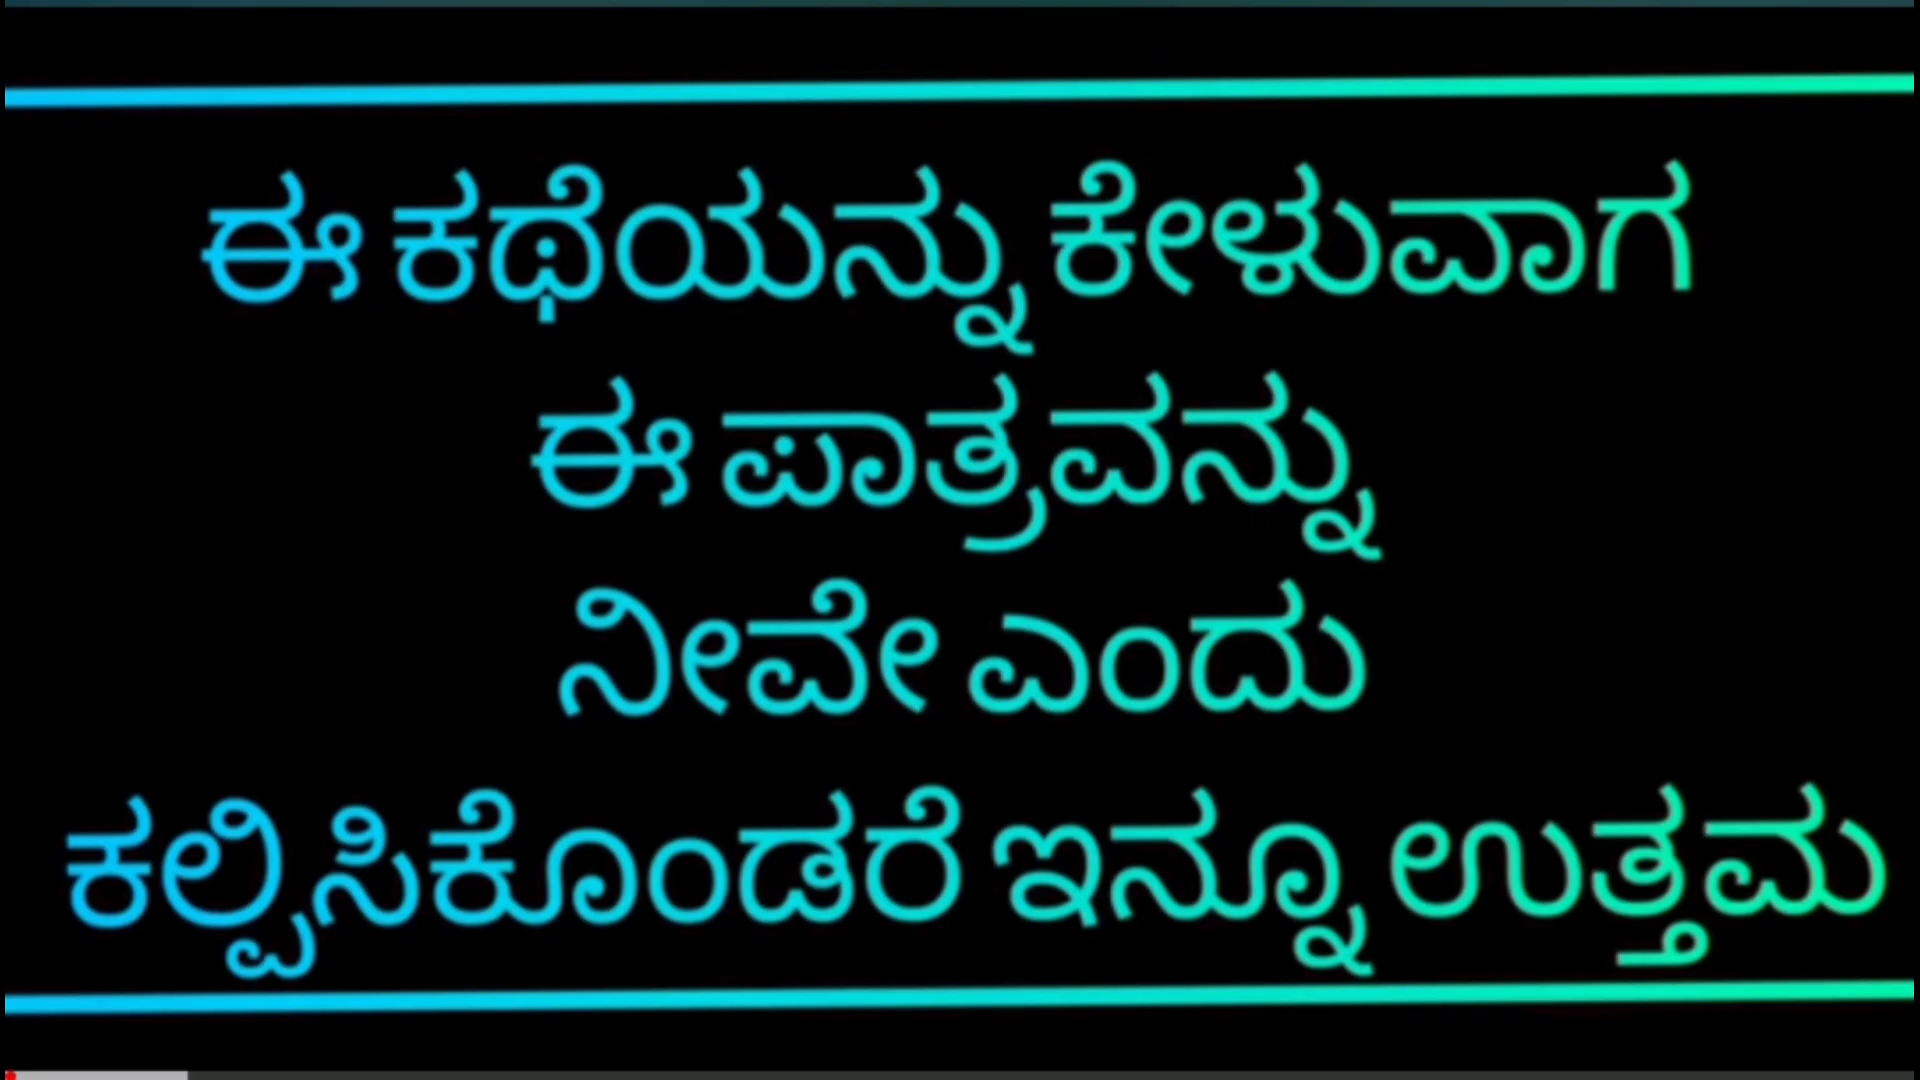 ಈ ಕಥೆಯನ್ನು ಕೇಳುವಾಗ
ಈ ಪಾತ್ರವನ್ನು
ನೀವೇ ಎಂದು
ಕಲ್ಪಿಸಿಕೊಂಡರೆ ಇನ್ನೂ ಉತ್ತಮ